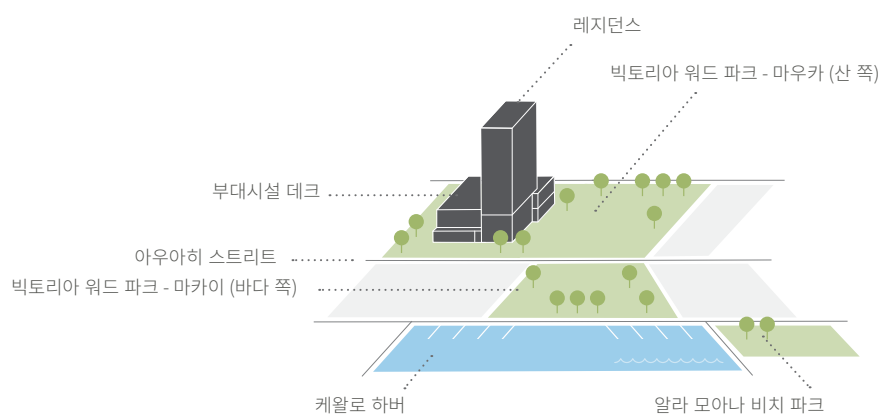 레지던스
빅토리아 워드 파크 - 마우카 (산 쪽)
부대시설 데크
아우아히 스트리트
빅토리아 워드 파크 - 마카이 (바다 쪽)
케왈로 하버
알라 모아나 비치 파크